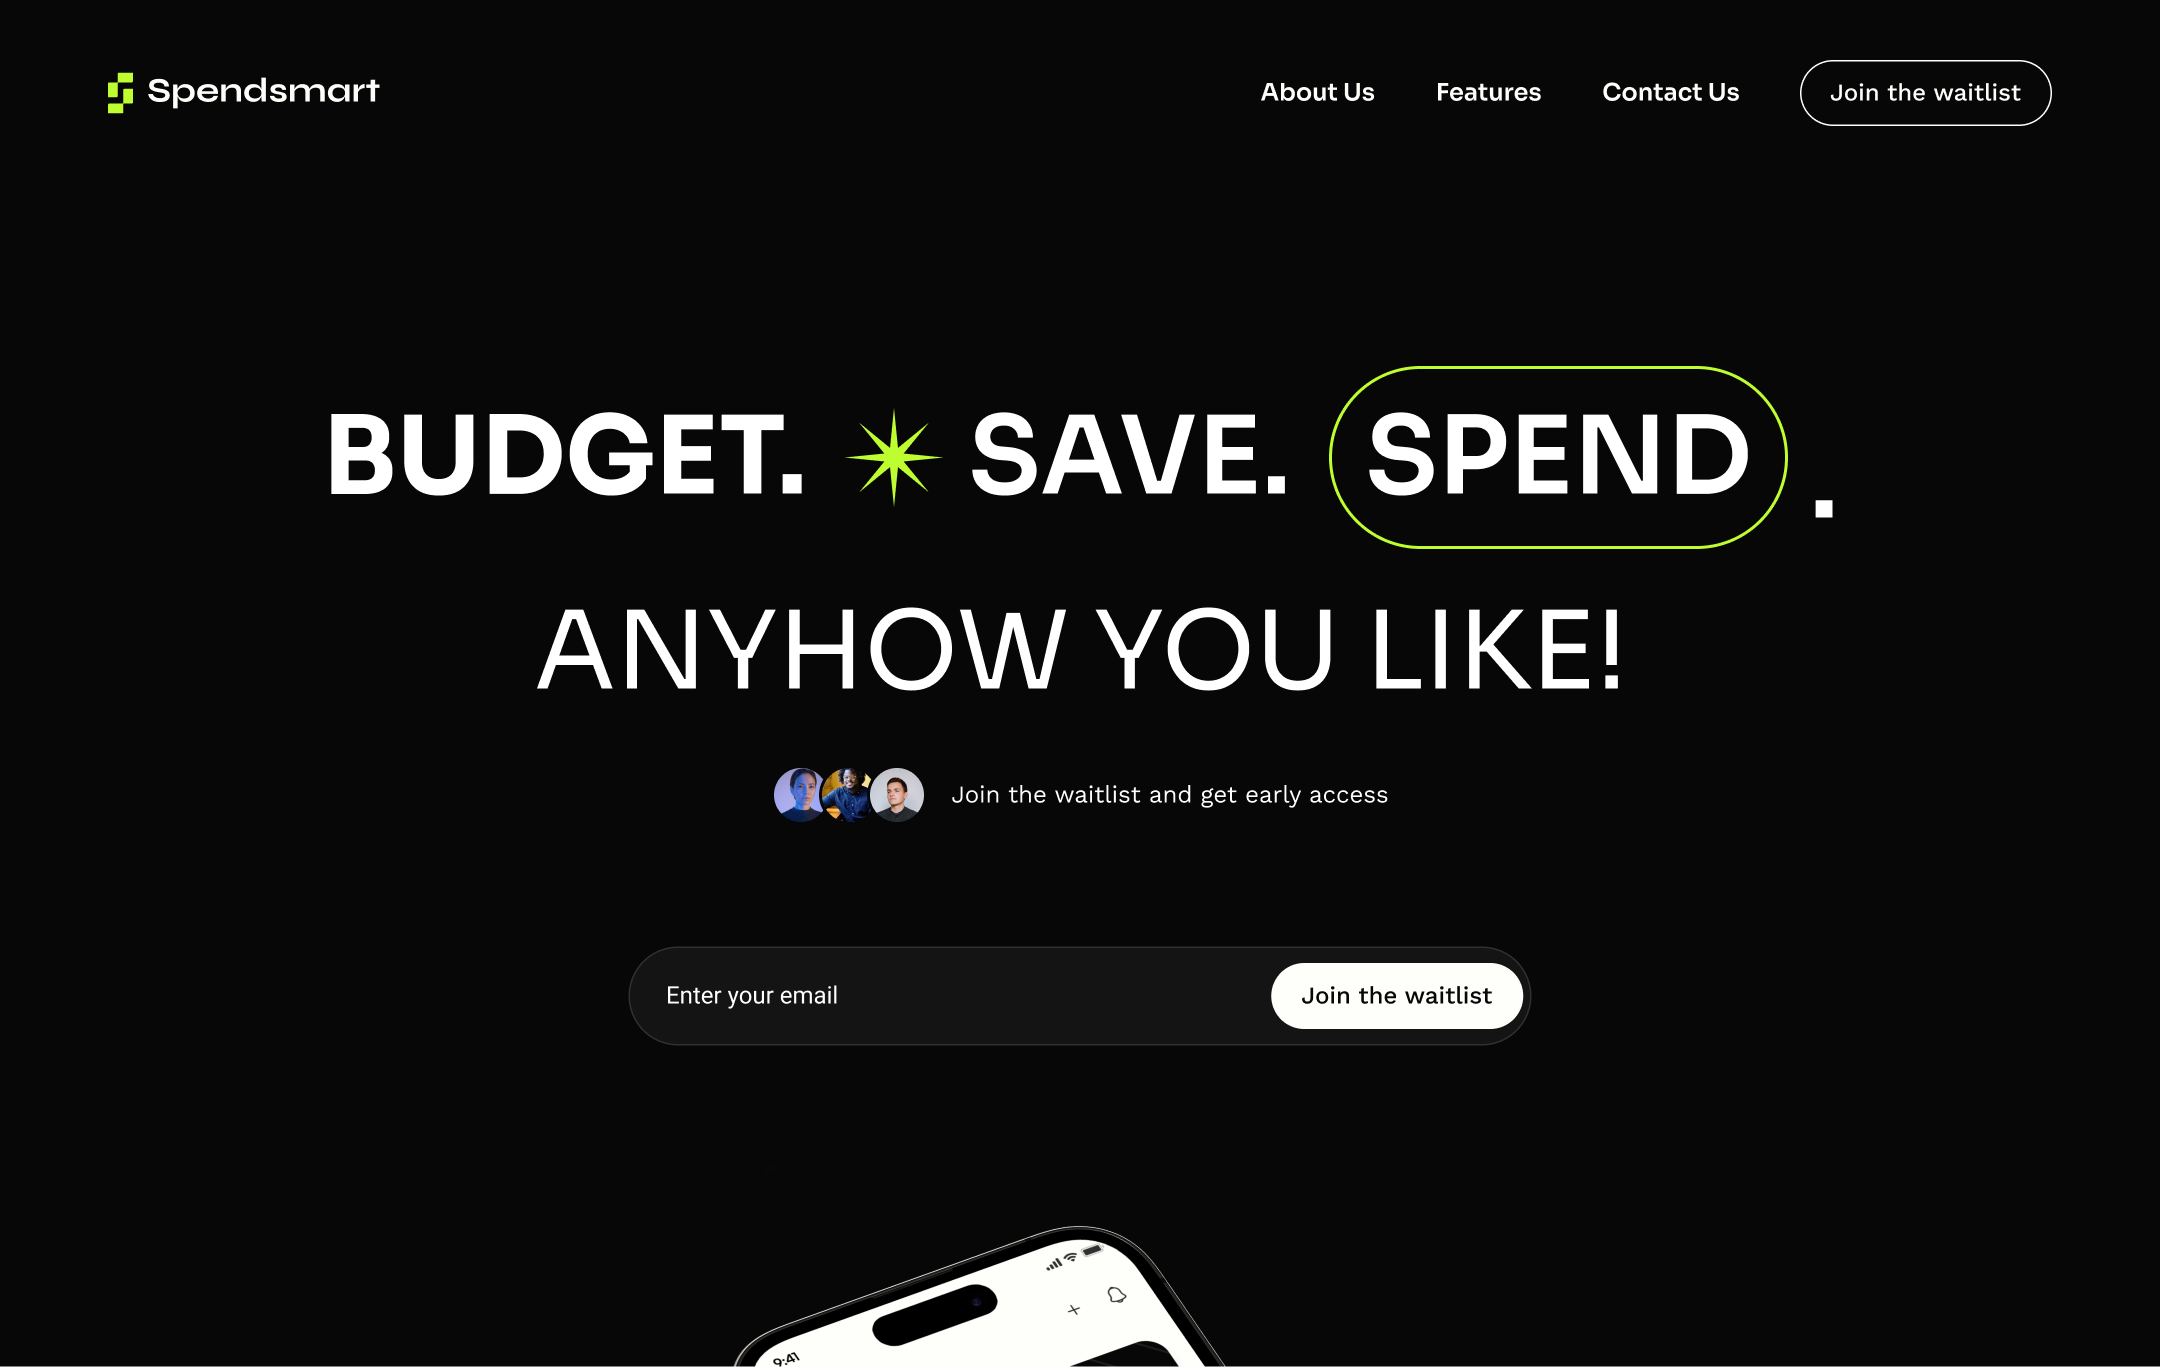 Spendsmart
About Us
Features
Contact Us
Join the waitlist
BUDGET. SAVE. SPEND .
ANYHOW YOU LIKE!
Join the waitlist and get early access
Enter your email
Join the waitlist
9:41